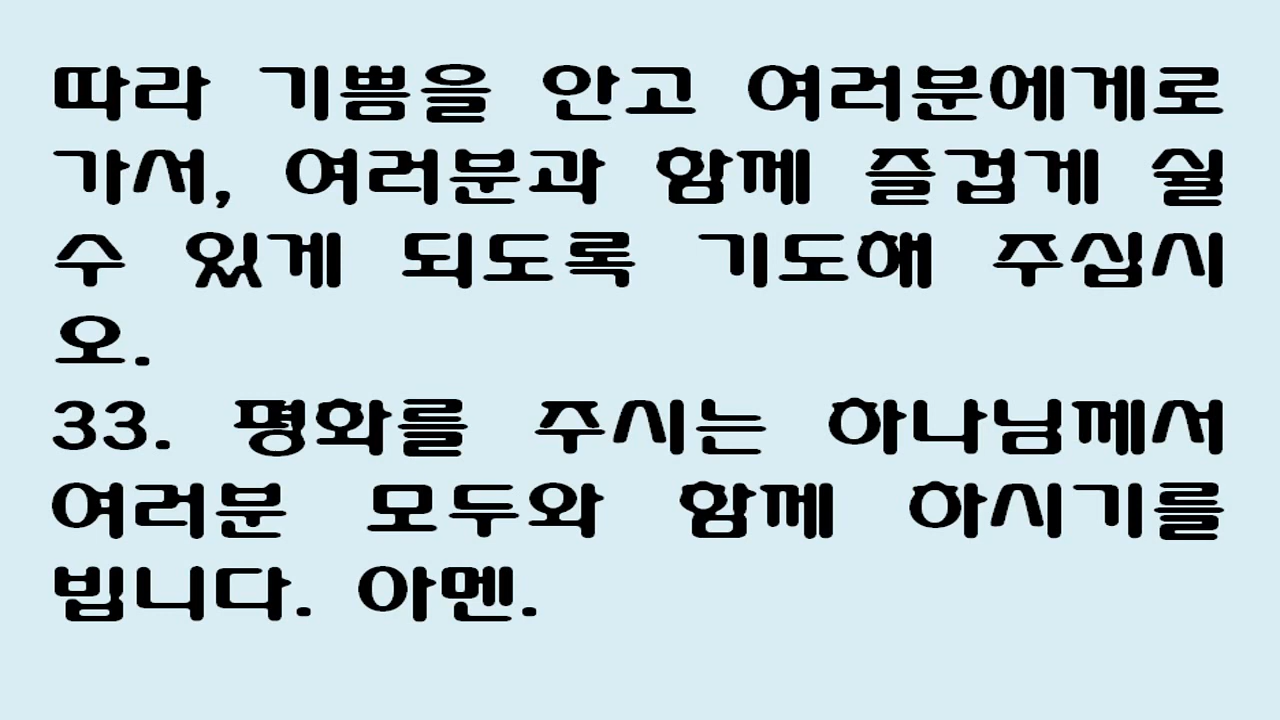 따라 기쁨을 안고 여러분에게로
가서, 여러분과 함께 즐겁게 쉴
수 있게 되도록 기도해 주십시
오.
33. 평화를 주시는 하나님께서
여러분 모두와 함께 하시기를
빕니다. 아멘.